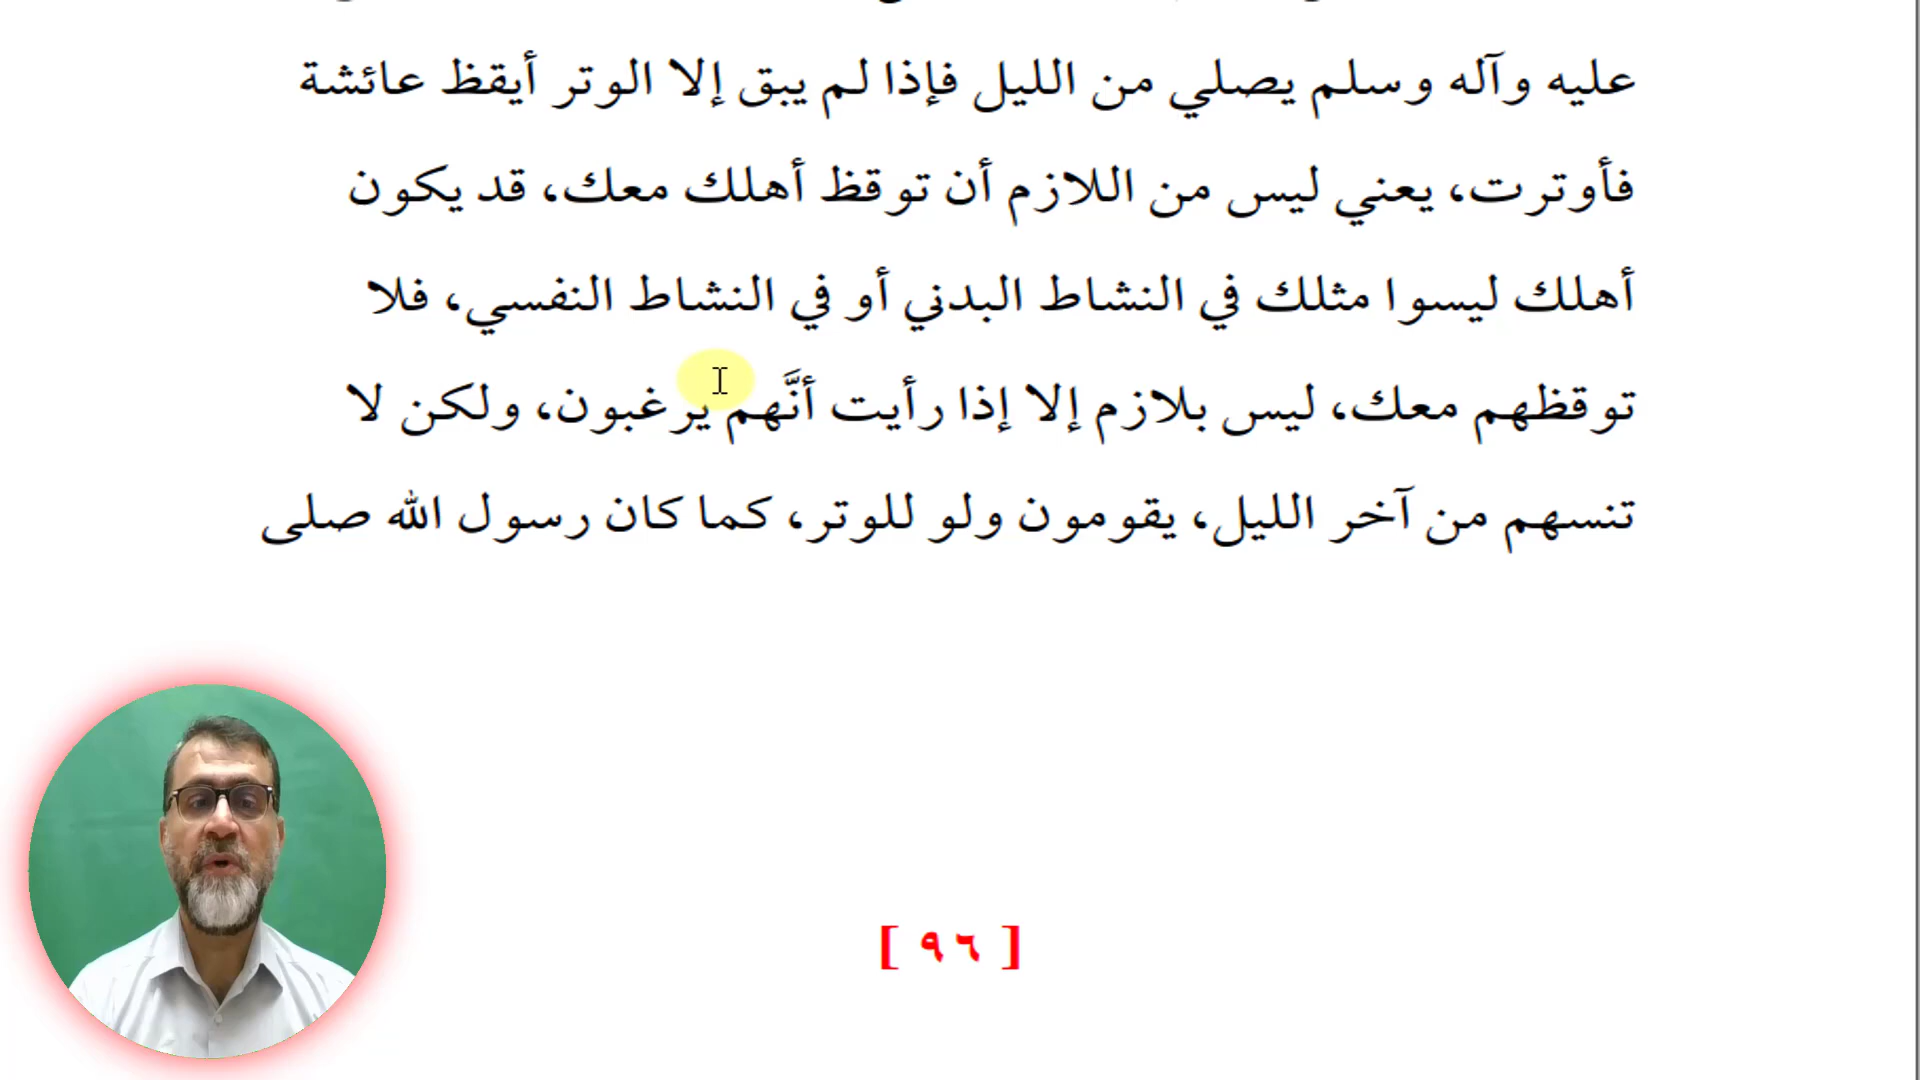 عليه وآله وسلم يصلي من الليل فإذا لم يبق إلا الوتر أيقظ عائشة
فأوترت، يعني ليس من اللازم أن توقظ أهلك معك، قد يكون
أهلك ليسوا مثلك في النشاط البدني أو في النشاط النفسي، فلا
توقظهم معك، ليس بلازم إلا إذا رأيت أنَّهم يرغبون، ولكن لا
تنسهم من آخر الليل، يقومون ولو للوتر، كما كان رسول الله صلى
[ ٩٦ ]